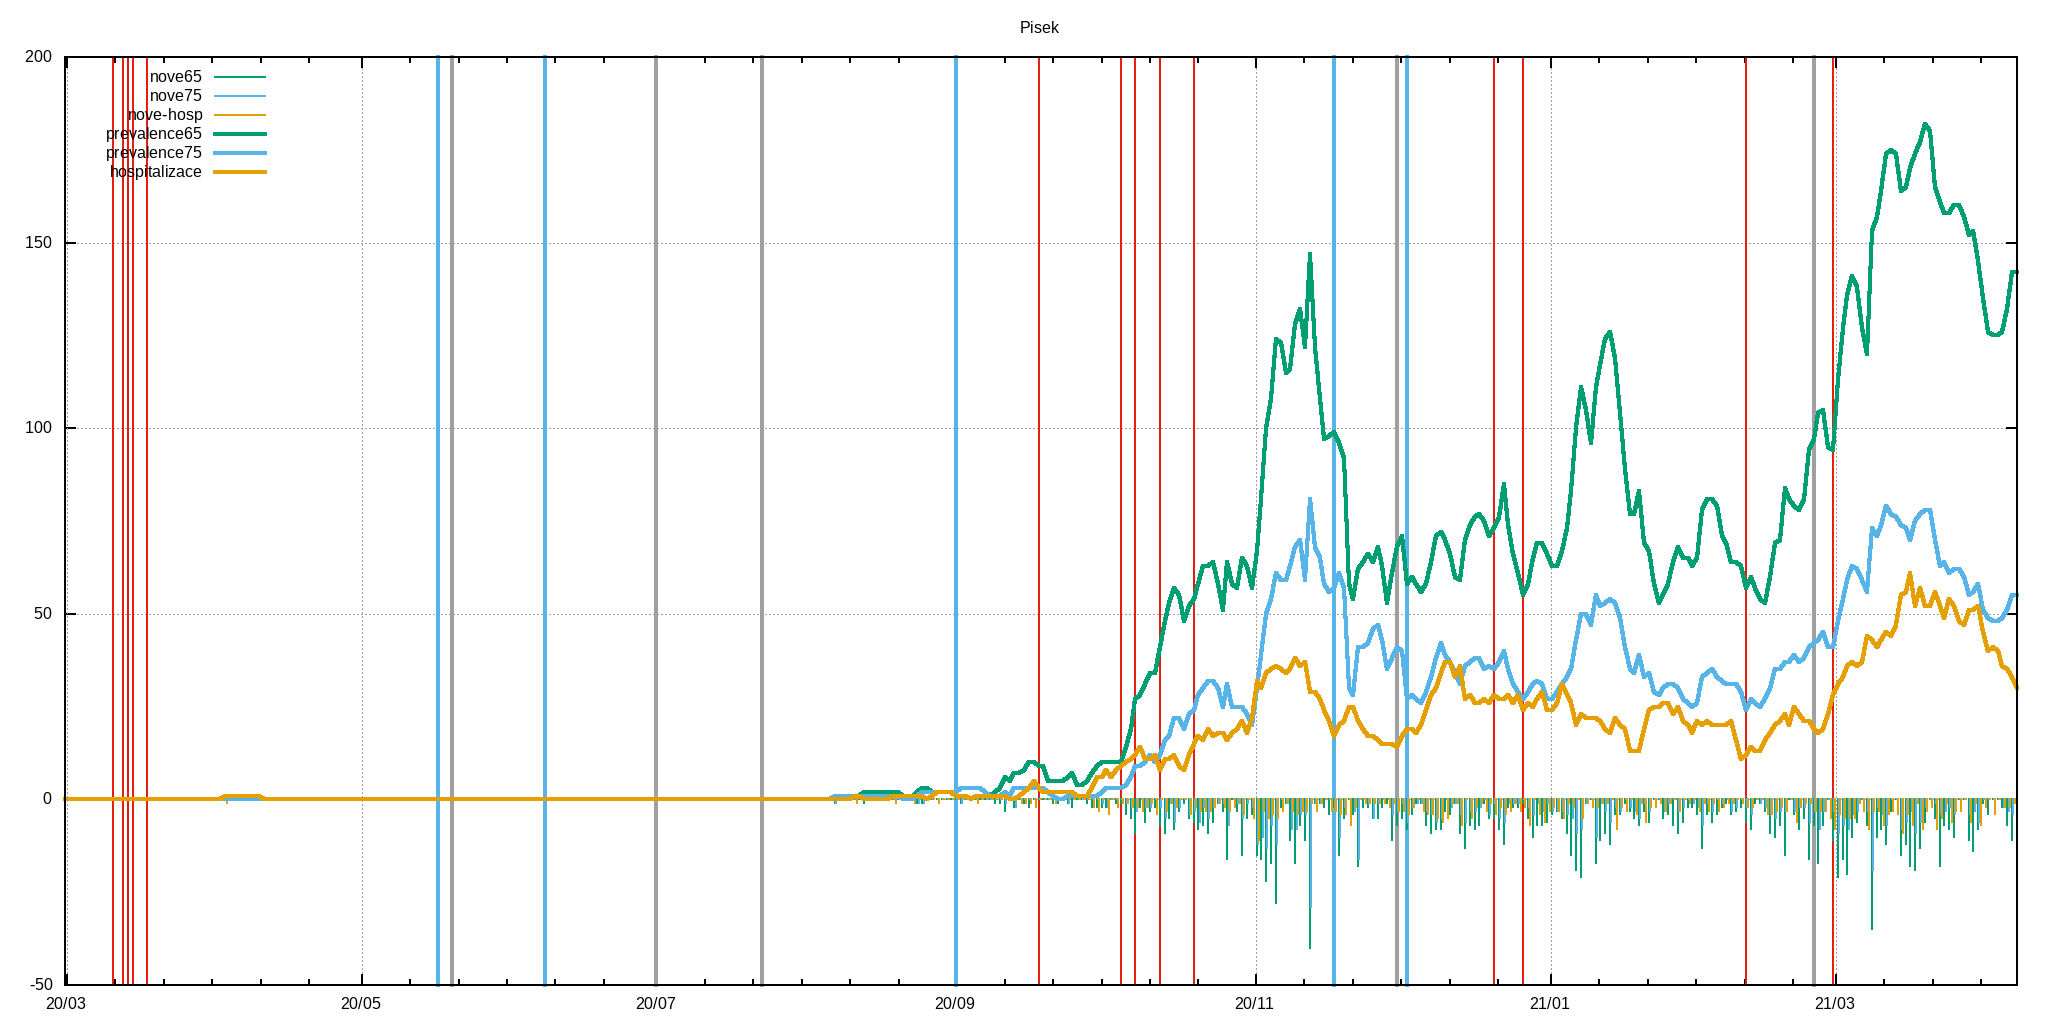 Pisek
200
nove65
nove75
nove-hosp
prevalence65
prevalence75
hospitalizace
150
100
50
0
-50
20/03 20/05 20/07 20/09 20/11 21/01 21/03